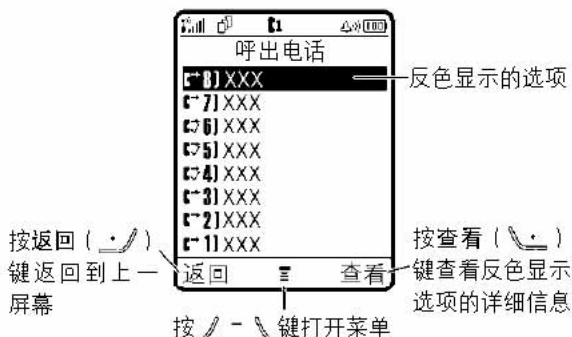 呼出电话
8) XXX
反色显示的选项
7) XXX
6) XXX
5) XXX
4) XXX
3) XXX
2) XXX
1) XXX
按返回 ( )
键返回到上一
屏幕
返回
查看
按查看 ( )
键查看反色显示
选项的详细信息
按 键打开菜单